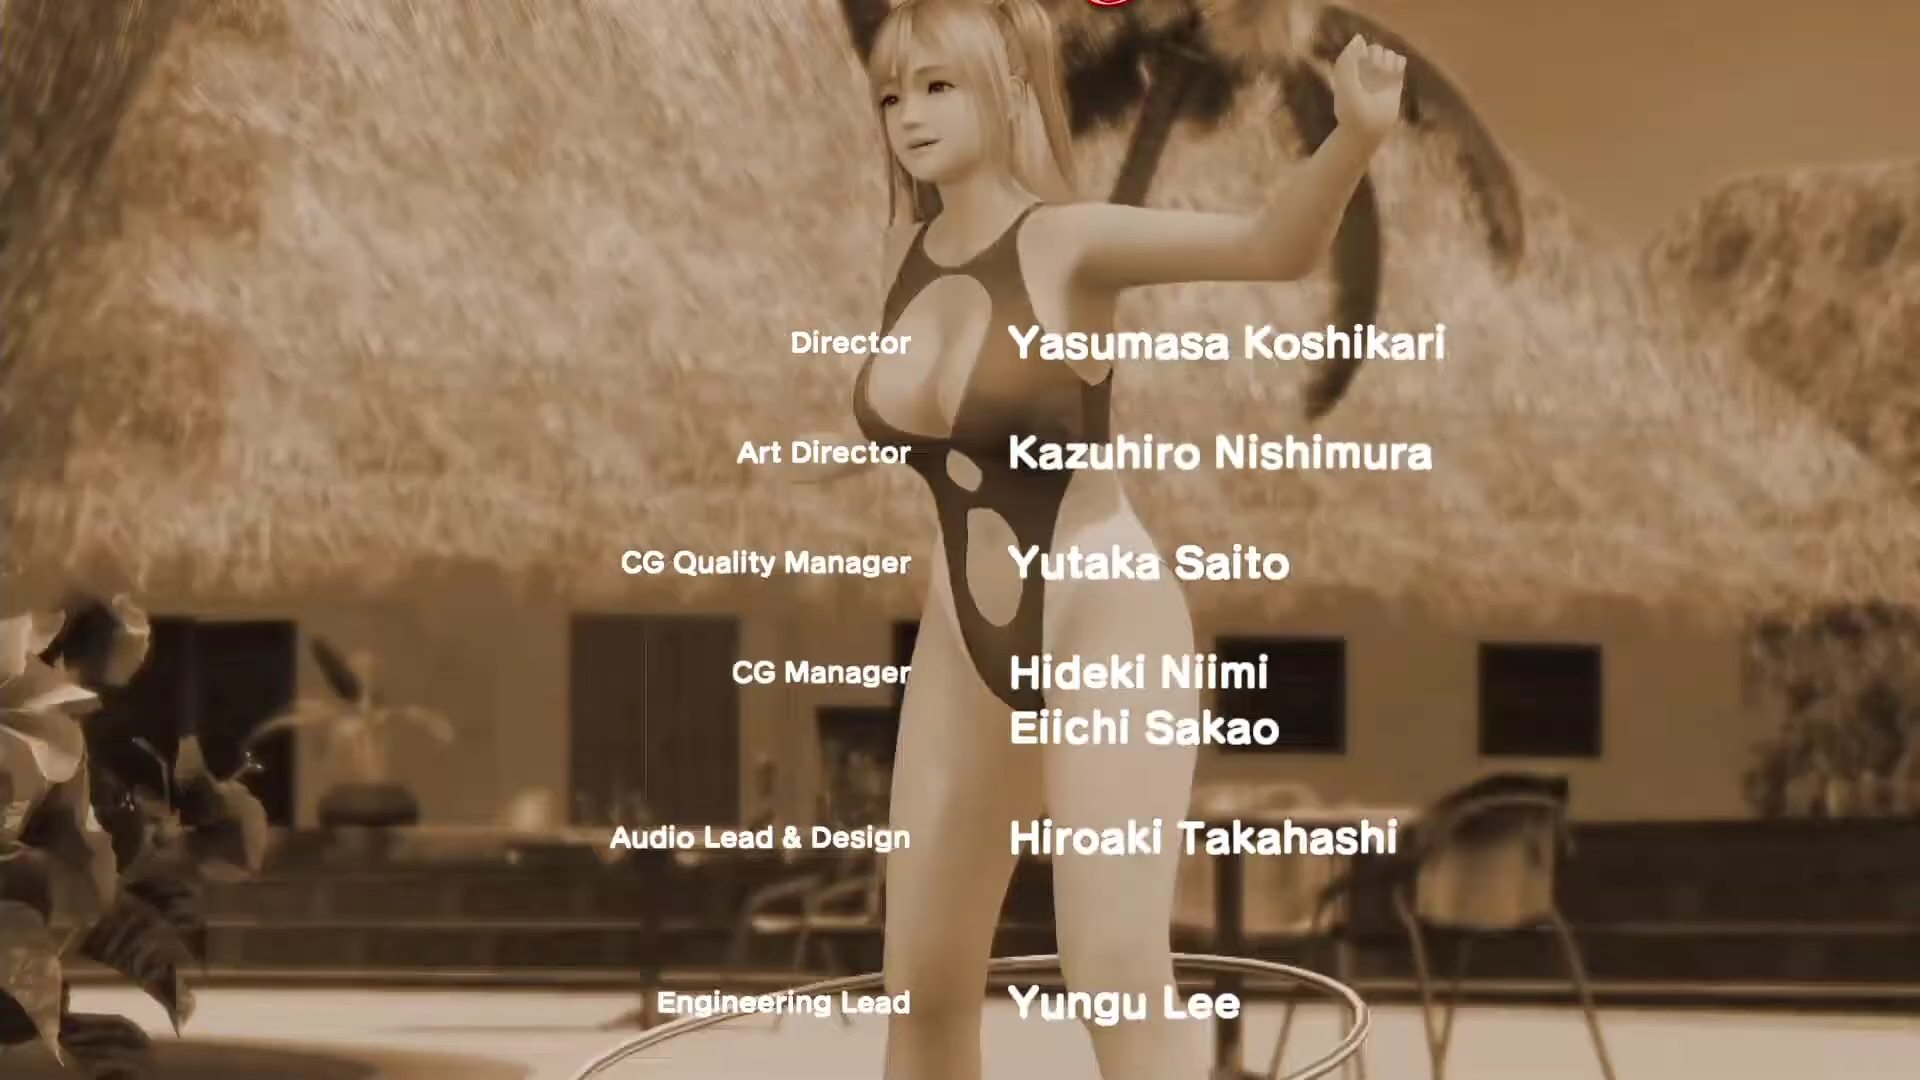 Director Yasumasa Koshikari
Art Director Kazuhiro Nishimura
CG Quality Manager Yutaka Saito
CG Manager Hideki Niimi
Eiichi Sakao
Audio Lead & Design Hiroaki Takahashi
Engineering Lead Yungu Lee